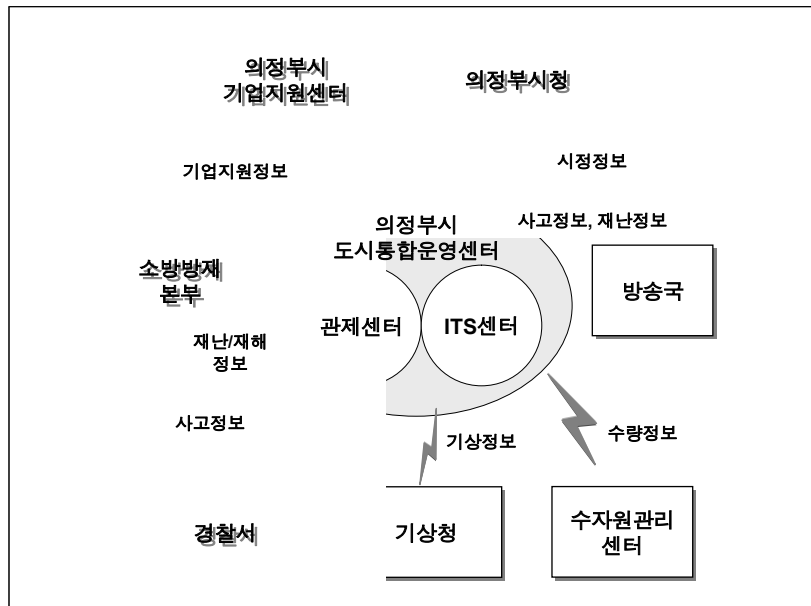 의정부시
기업지원센터
의정부시청
기업지원정보
시정정보
의정부시
도시통합운영센터
사고정보, 재난정보
소방방재
본부
방송국
관제센터
ITS센터
재난/재해
정보
사고정보
기상정보
수량정보
경찰서
기상청
수자원관리
센터